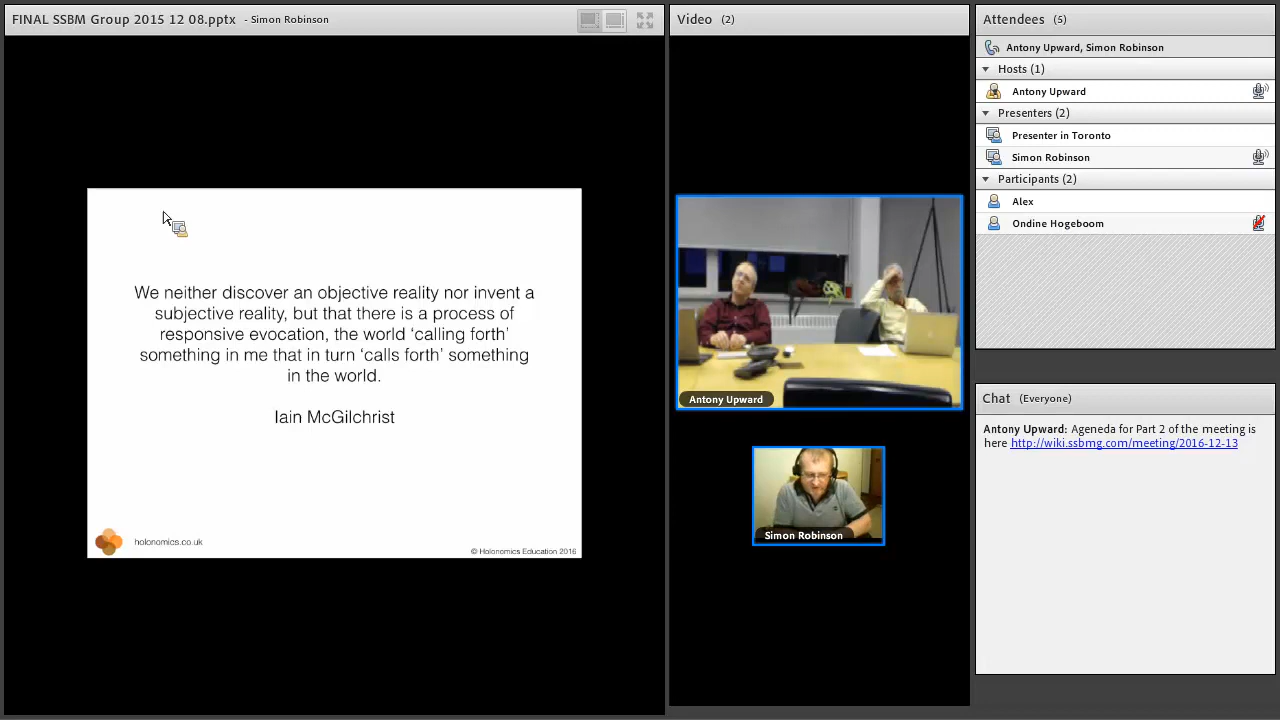 FINAL SSBM Group 2015 12 08.pptx - Simon Robinson
We neither discover an objective reality nor invent a
subjective reality, but that there is a process of
responsive evocation, the world ‘calling forth’
something in me that in turn ‘calls forth’ something
in the world.
Iain McGilchrist
holonomics.co.uk
© Holonomics Education 2016
Video (2)
Antony Upward
Simon Robinson
Attendees (5)
Antony Upward, Simon Robinson
Hosts (1)
Antony Upward
Presenters (2)
Presenter in Toronto
Simon Robinson
Participants (2)
Alex
Ondine Hogeboom
Chat (Everyone)
Antony Upward: Ageneda for Part 2 of the meeting is
here http://wiki.ssbmg.com/meeting/2016-12-13